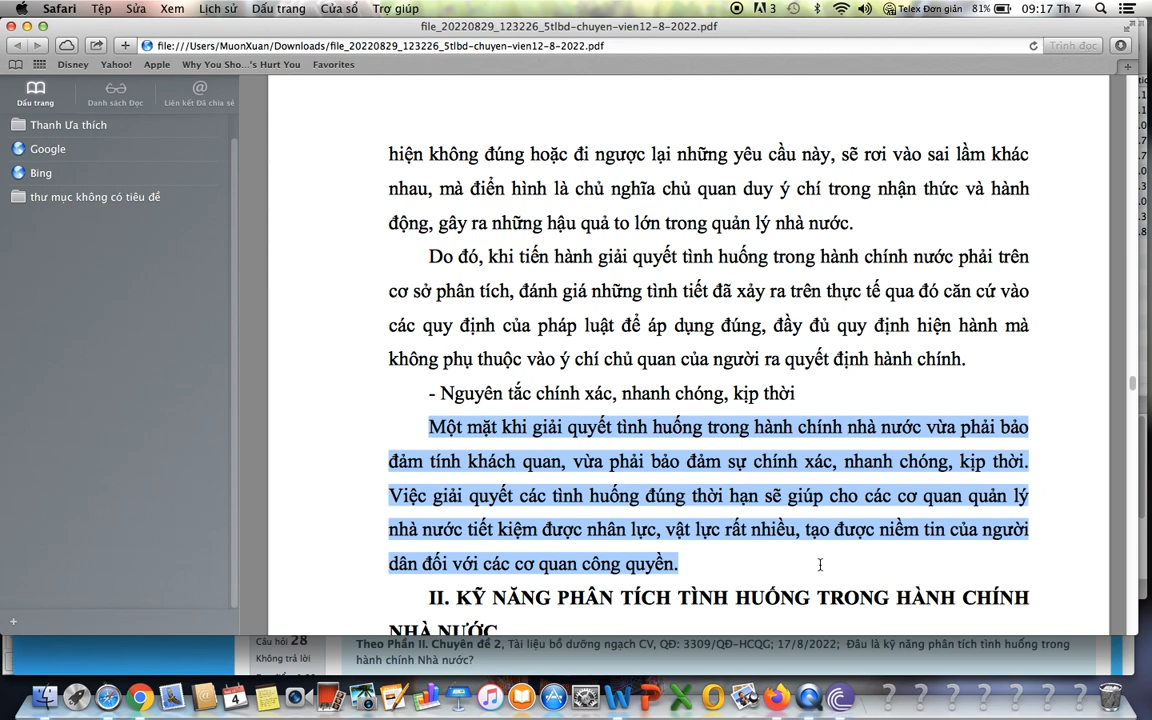 Safari Tệp Sửa Xem Lịch sử Dấu trang Cửa sổ Trợ giúp 3 Telex Đơn giản 81% 09:17 Th 7
file_20220829_123226_5tlbd-chuyen-vien12-8-2022.pdf
file:///Users/MuonXuan/Downloads/file_20220829_123226_5tlbd-chuyen-vien12-8-2022.pdf Trình đọc
Disney Yahoo! Apple Why You Sho...'s Hurt You Favorites
Dấu trang Danh sách Đọc Liên kết Đã chia sẻ
Thanh Ưa thích
Google
Bing
thư mục không có tiêu đề
hiện không đúng hoặc đi ngược lại những yêu cầu này, sẽ rơi vào sai lầm khác
nhau, mà điển hình là chủ nghĩa chủ quan duy ý chí trong nhận thức và hành
động, gây ra những hậu quả to lớn trong quản lý nhà nước.
Do đó, khi tiến hành giải quyết tình huống trong hành chính nước phải trên
cơ sở phân tích, đánh giá những tình tiết đã xảy ra trên thực tế qua đó căn cứ vào
các quy định của pháp luật để áp dụng đúng, đầy đủ quy định hiện hành mà
không phụ thuộc vào ý chí chủ quan của người ra quyết định hành chính.
- Nguyên tắc chính xác, nhanh chóng, kịp thời
Một mặt khi giải quyết tình huống trong hành chính nhà nước vừa phải bảo
đảm tính khách quan, vừa phải bảo đảm sự chính xác, nhanh chóng, kịp thời.
Việc giải quyết các tình huống đúng thời hạn sẽ giúp cho các cơ quan quản lý
nhà nước tiết kiệm được nhân lực, vật lực rất nhiều, tạo được niềm tin của người
dân đối với các cơ quan công quyền.
II. KỸ NĂNG PHÂN TÍCH TÌNH HUỐNG TRONG HÀNH CHÍNH
NHÀ NƯỚC
Câu hỏi 28
Không trả lời
Theo Phần II. Chuyên đề 2, Tài liệu bồ dưỡng ngạch CV, QĐ: 3309/QĐ-HCQG; 17/8/2022; Đâu là kỹ năng phân tích tình huống trong
hành chính Nhà nước?